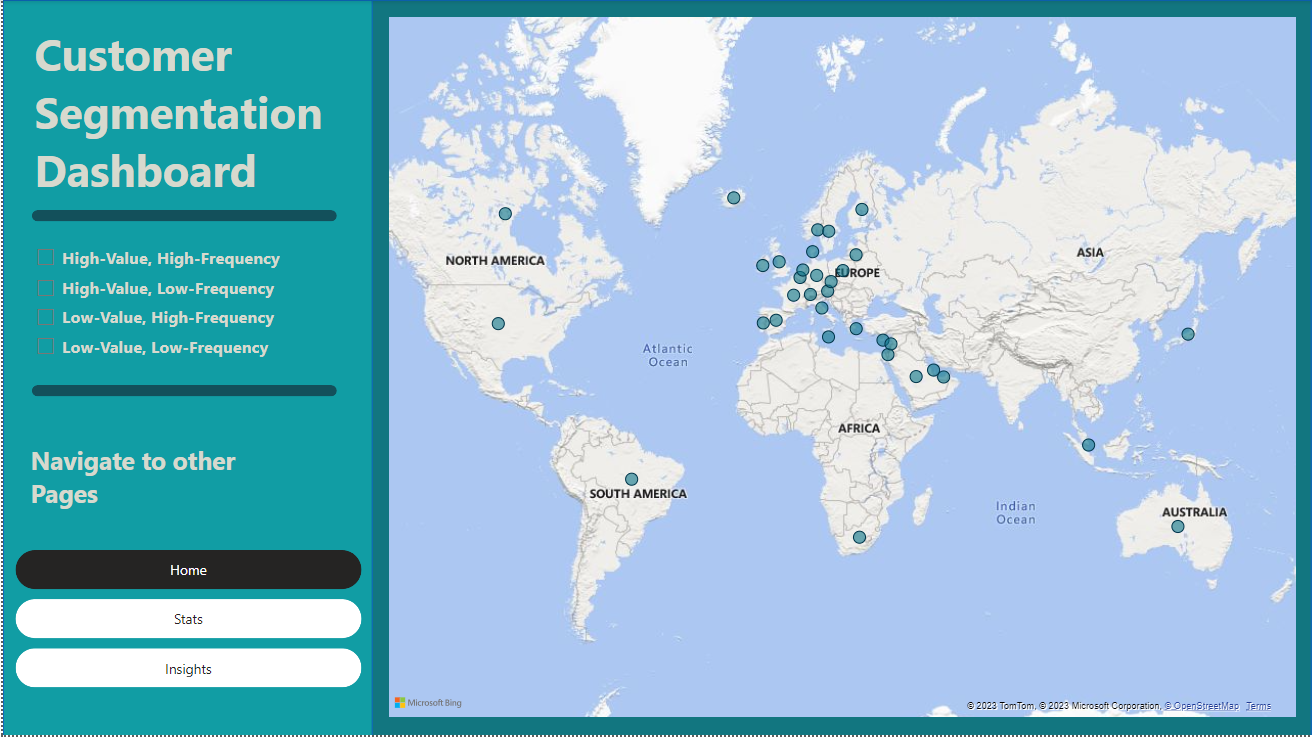 Customer
Segmentation
Dashboard
High-Value, High-Frequency
High-Value, Low-Frequency
Low-Value, High-Frequency
Low-Value, Low-Frequency
Navigate to other
Pages
Home
Stats
Insights
NORTH AMERICA
EUROPE
ASIA
Atlantic
Ocean
AFRICA
SOUTH AMERICA
Indian
Ocean
AUSTRALIA
Microsoft Bing
© 2023 TomTom, © 2023 Microsoft Corporation, © OpenStreetMap Terms